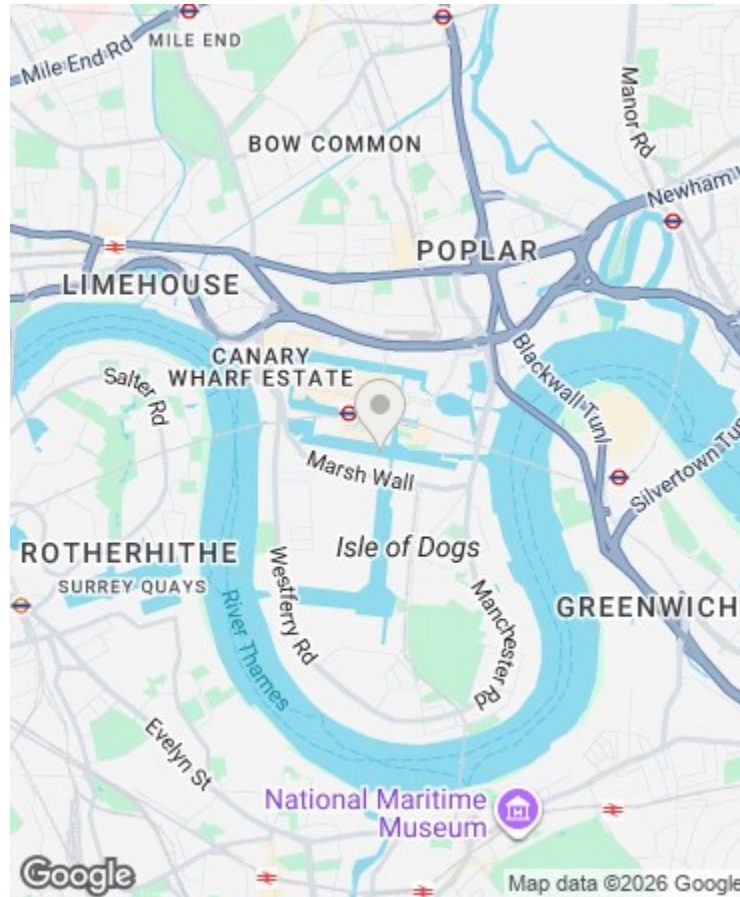 Mile End Rd
MILE END
Manor Rd
BOW COMMON
Newham
POPLAR
LIMEHOUSE
CANARY
WHARF ESTATE
Salter Rd
Blackwall Tunl
Marsh Wall
Silvertown Tun
ROTHERHITHE
SURREY QUAYS
Isle of Dogs
Westferry Rd
Manchester Rd
GREENWICH
River Thames
Evelyn St
National Maritime
Museum
Google
Map data ©2026 Google